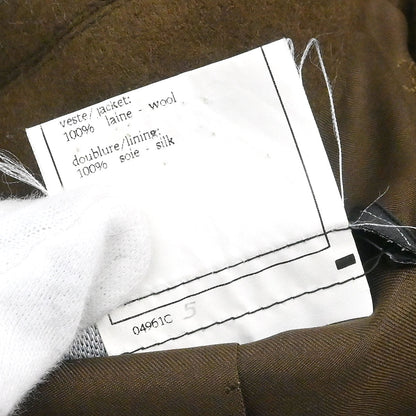 veste/jacket:
100% laine - wool
doublure/lining:
100% soie - silk
04961C 5